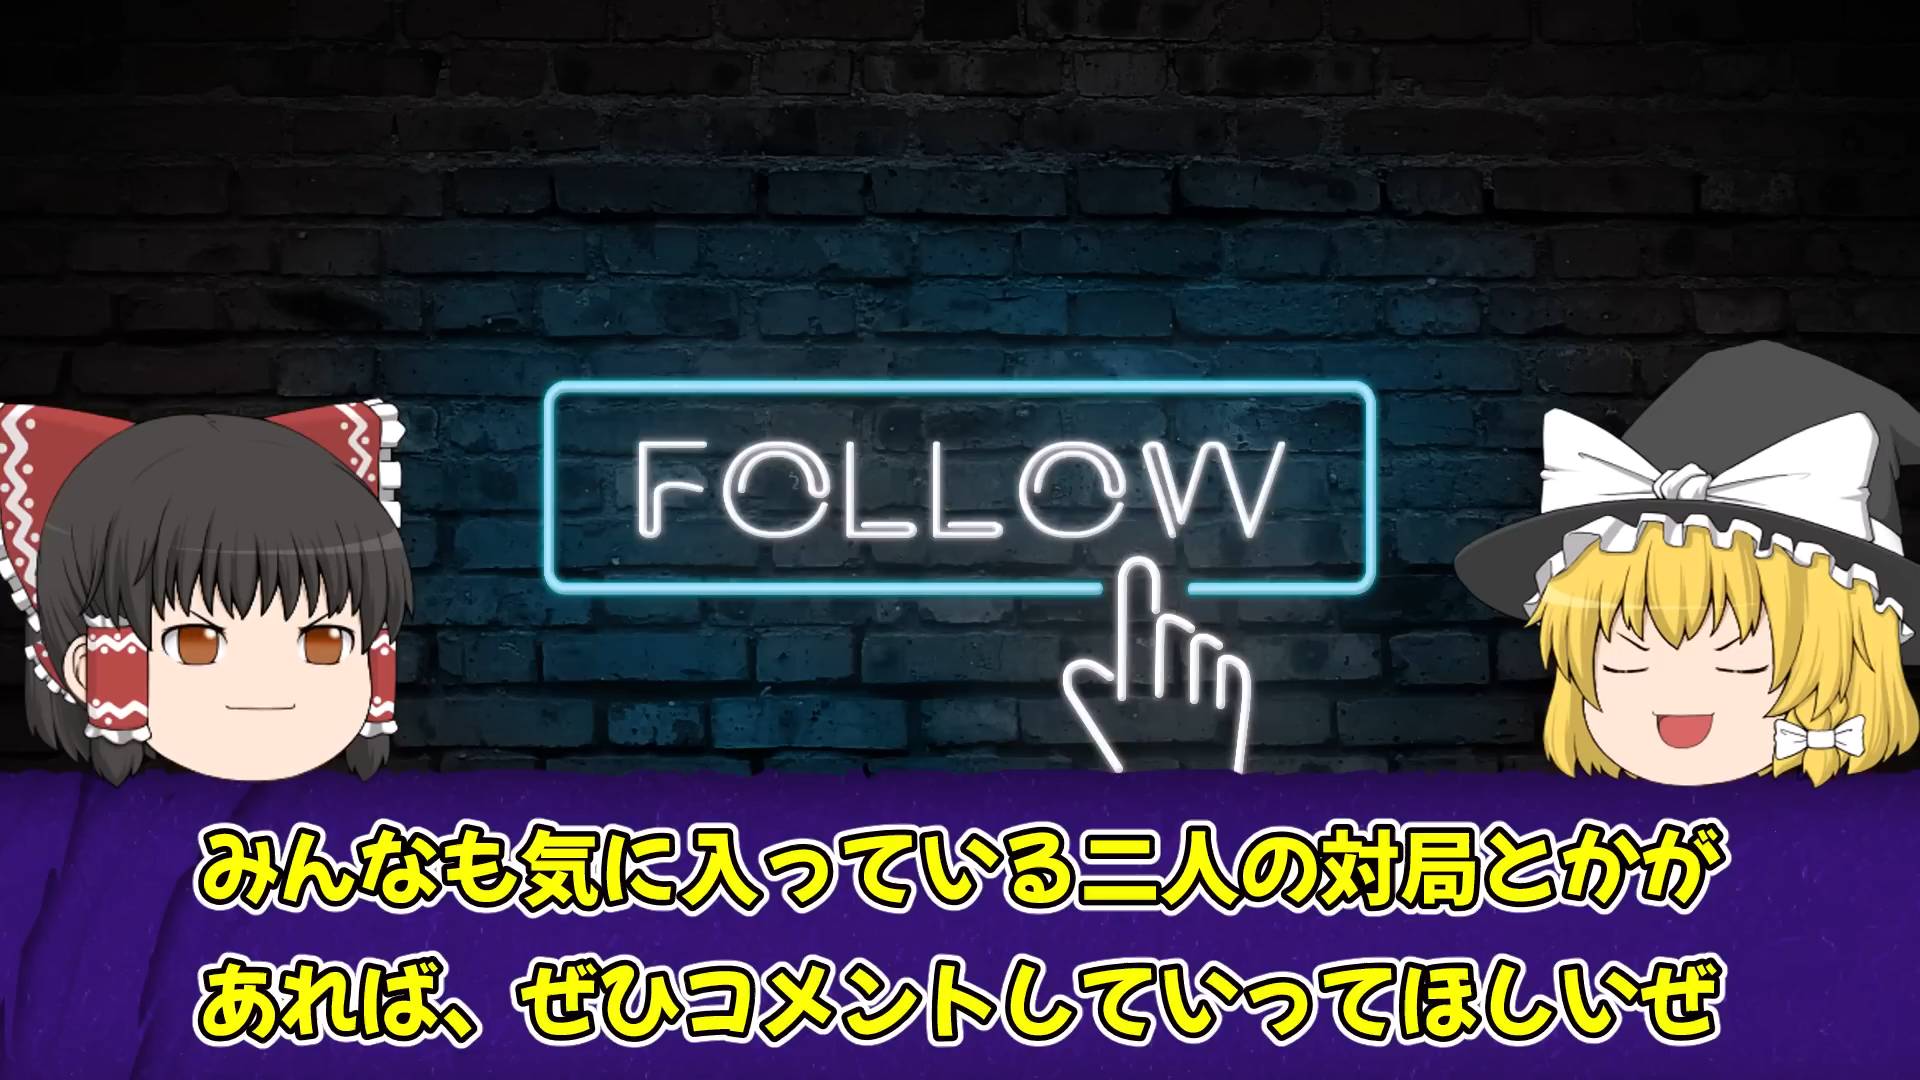 FOLLOW
みんなも気に入っている二人の対局とかが
あれば、ぜひコメントしていってほしいぜ